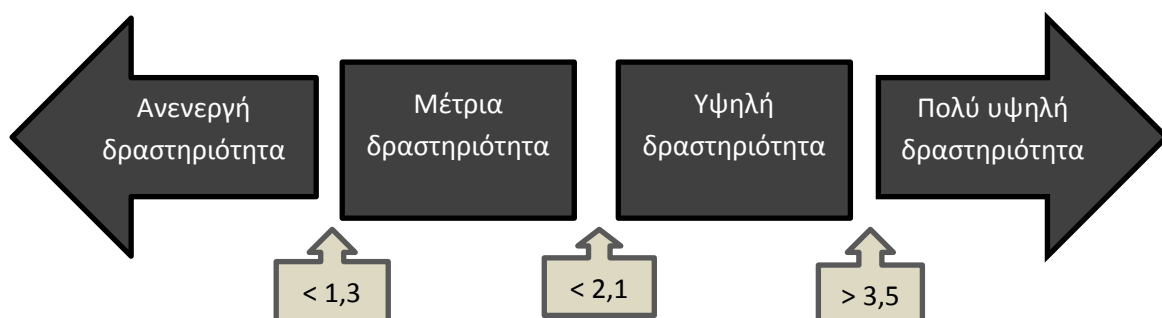 Ανενεργή
δραστηριότητα
Μέτρια
δραστηριότητα
Υψηλή
δραστηριότητα
Πολύ υψηλή
δραστηριότητα
< 1,3
< 2,1
> 3,5